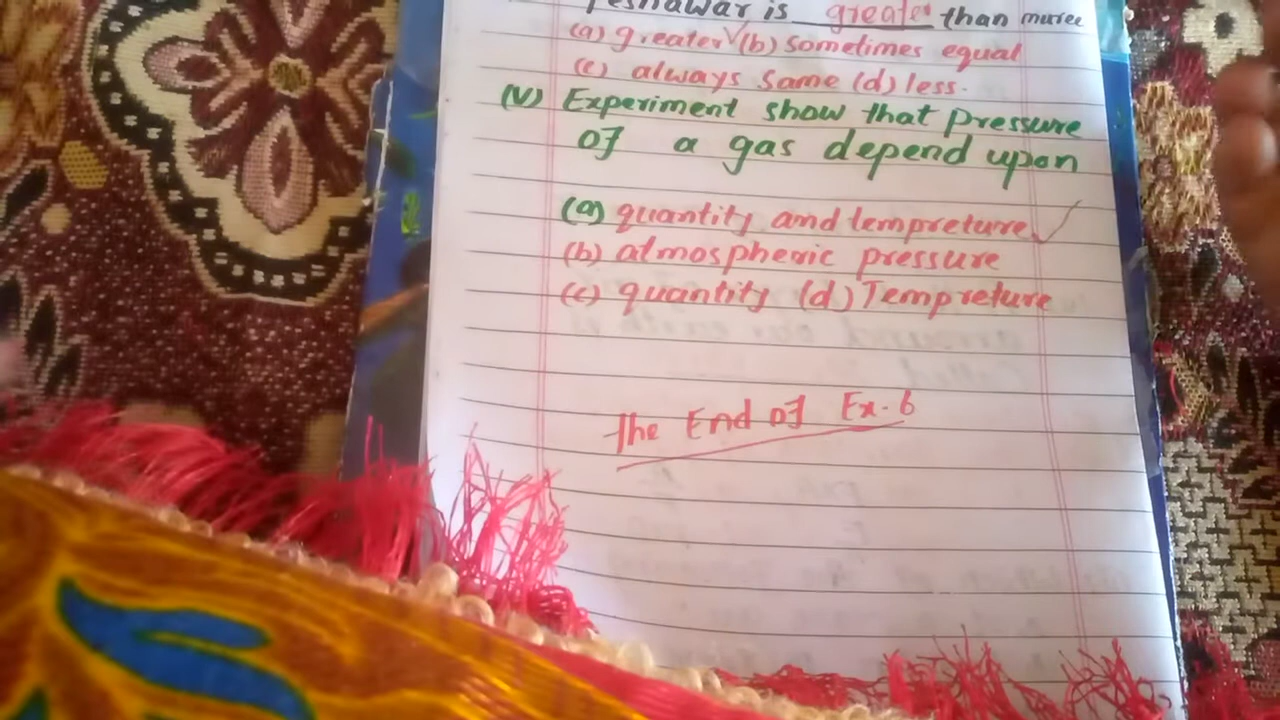 Peshawar is greater than muree
(a) greater ✓ (b) Sometimes equal
(c) always Same (d) less.
(V) Experiment show that Pressure
OF a gas depend upon
(a) quantity and tempreture ✓
(b) atmospheric pressure
(c) quantity (d) Tempreture
The End OF Ex-6